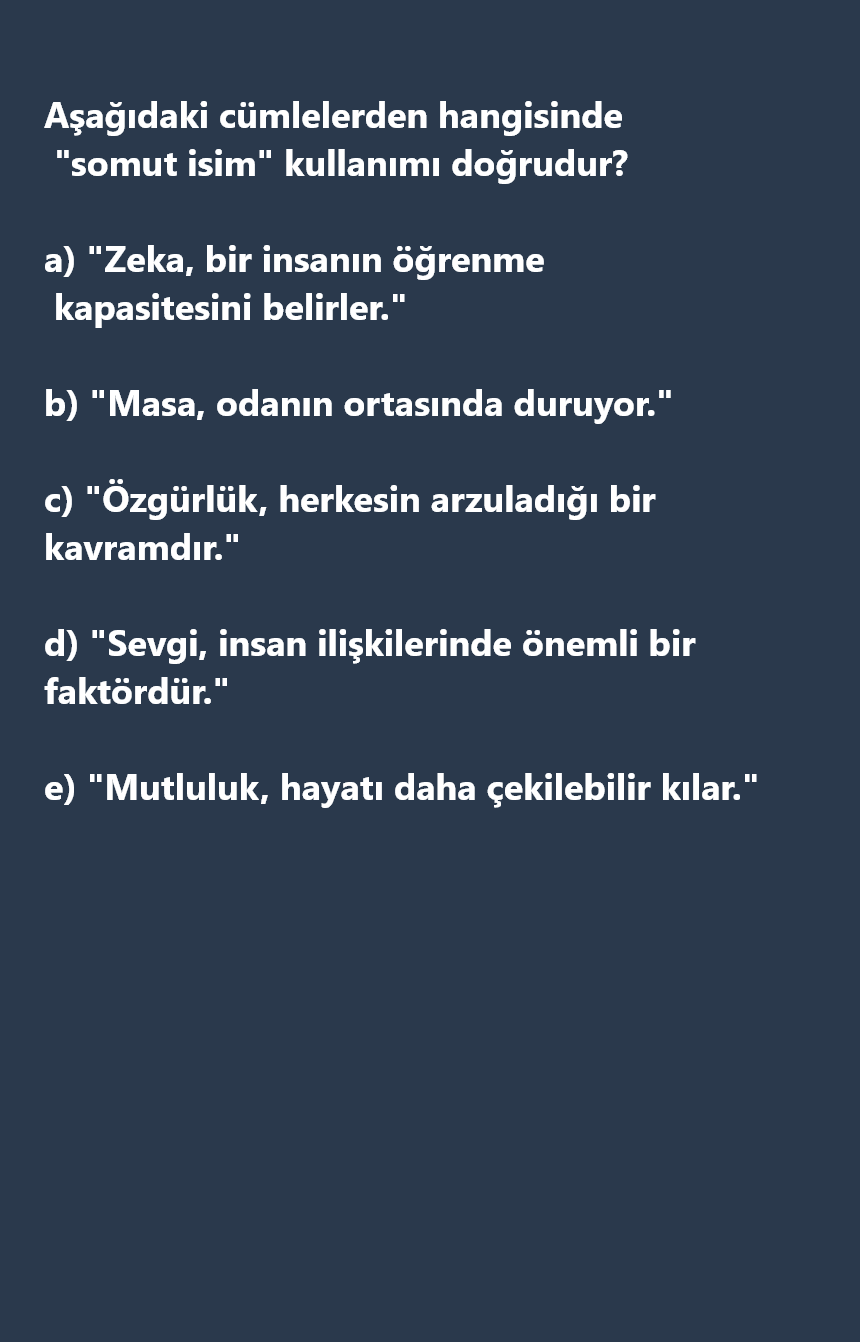 Aşağıdaki cümlelerden hangisinde
"somut isim" kullanımı doğrudur?
a) "Zeka, bir insanın öğrenme
kapasitesini belirler."
b) "Masa, odanın ortasında duruyor."
c) "Özgürlük, herkesin arzuladığı bir
kavramdır."
d) "Sevgi, insan ilişkilerinde önemli bir
faktördür."
e) "Mutluluk, hayatı daha çekilebilir kılar."